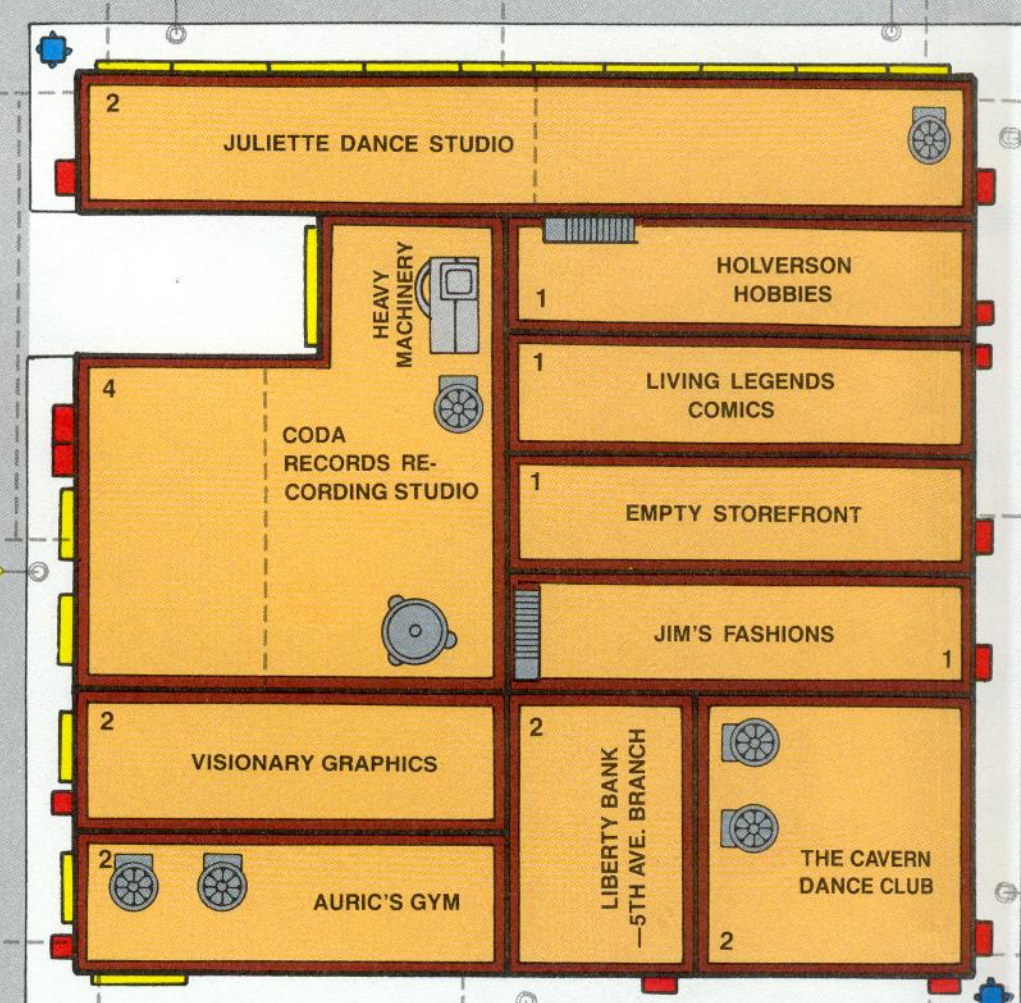 2
JULIETTE DANCE STUDIO
HEAVY
MACHINERY
HOLVERSON
HOBBIES
1
4
1
LIVING LEGENDS
COMICS
CODA
RECORDS RE-
CORDING STUDIO
1
EMPTY STOREFRONT
JIM'S FASHIONS
1
2
VISIONARY GRAPHICS
2
LIBERTY BANK
—5TH AVE. BRANCH
2
AURIC'S GYM
THE CAVERN
DANCE CLUB
2